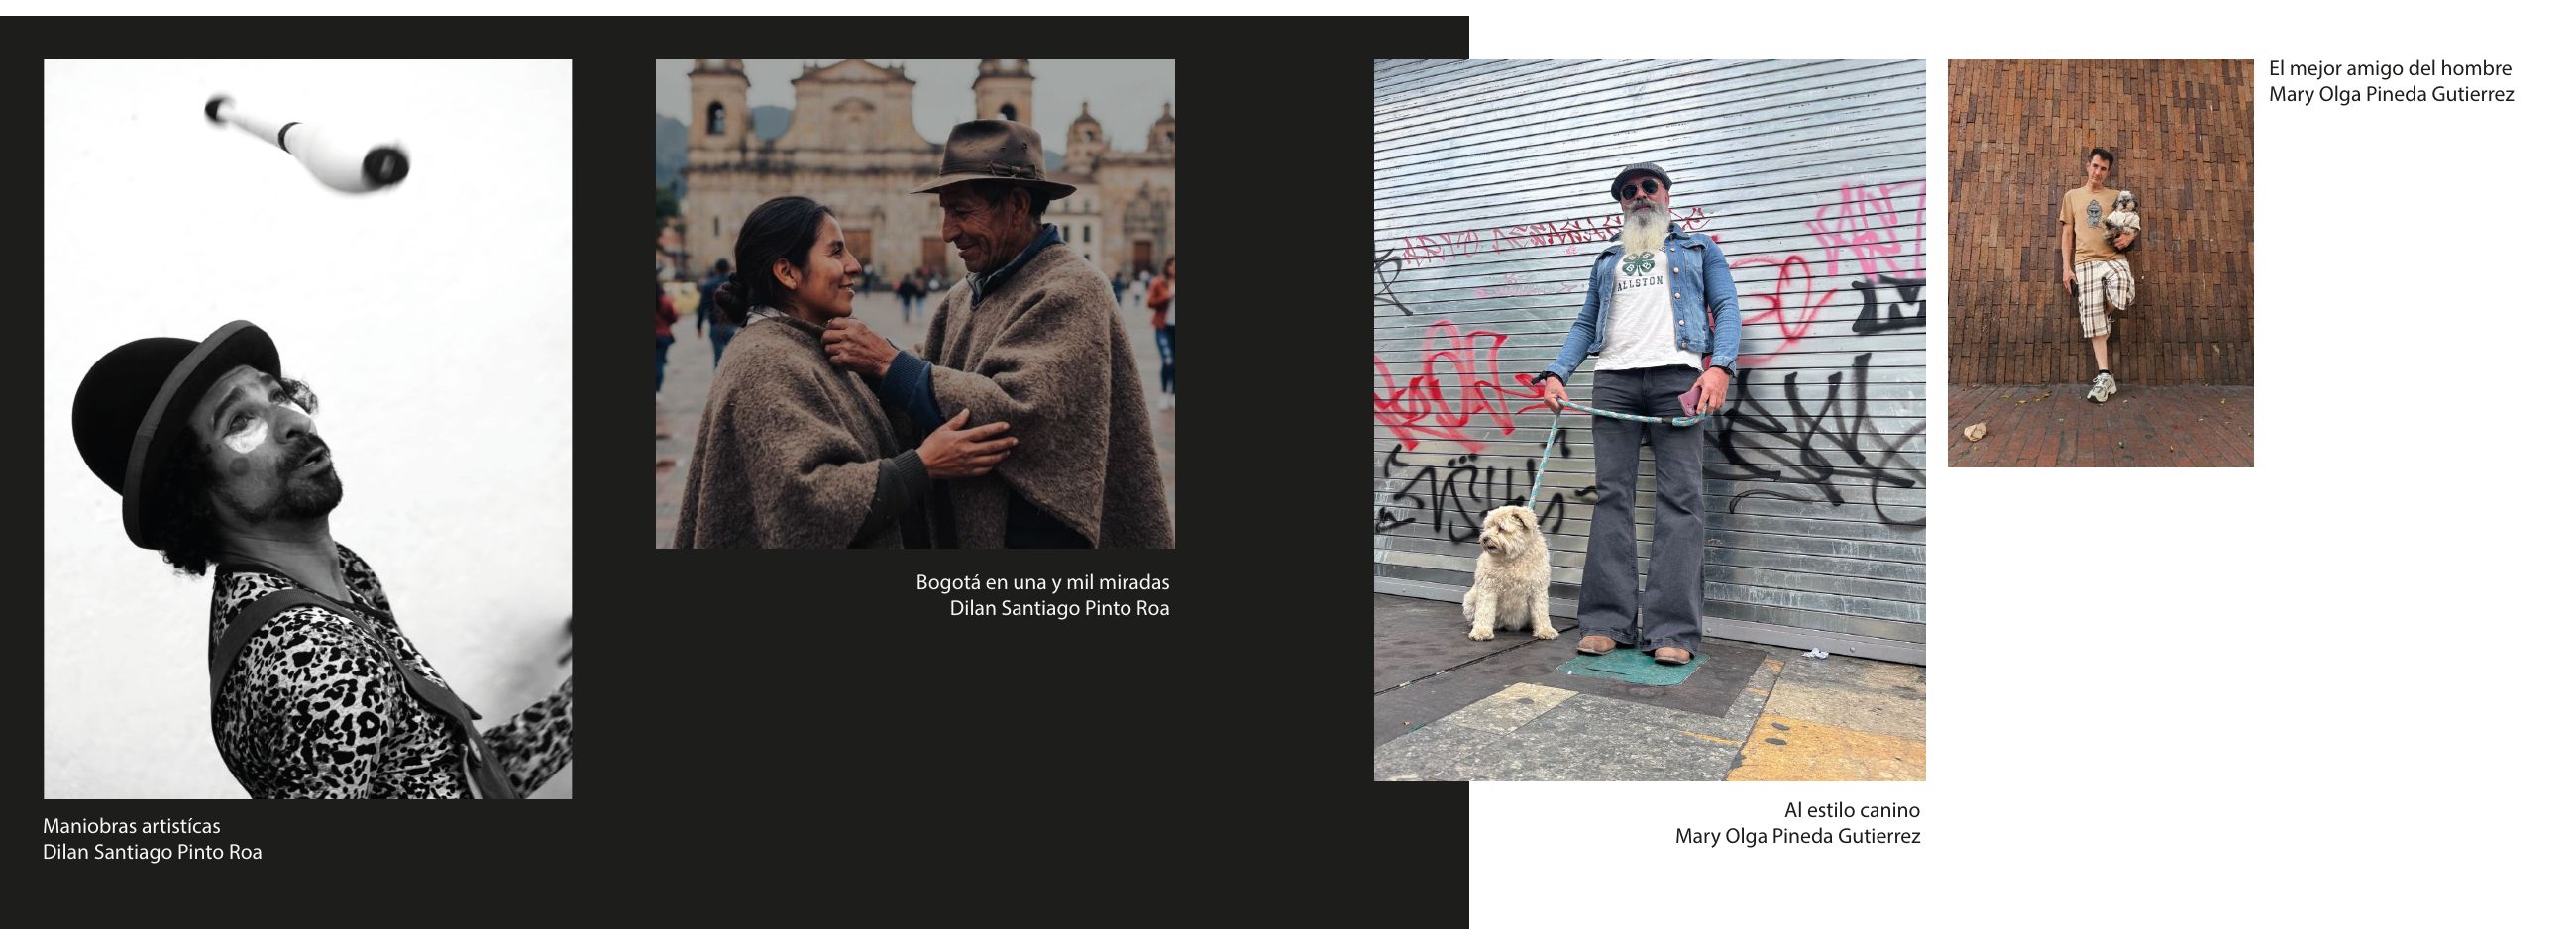 Maniobras artistícas
Dilan Santiago Pinto Roa
Bogotá en una y mil miradas
Dilan Santiago Pinto Roa
ALLSTON
Al estilo canino
Mary Olga Pineda Gutierrez
El mejor amigo del hombre
Mary Olga Pineda Gutierrez